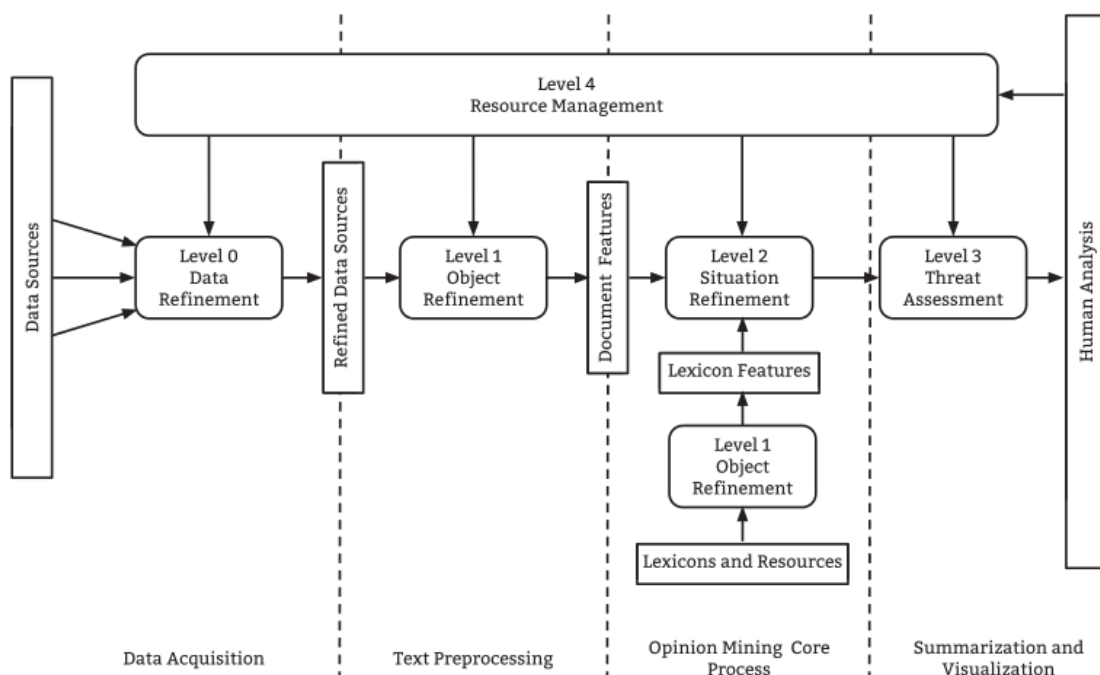 Level 4
Resource Management
Data Sources
Level 0
Data
Refinement
Refined Data Sources
Level 1
Object
Refinement
Document Features
Level 2
Situation
Refinement
Level 3
Threat
Assessment
Human Analysis
Lexicon Features
Level 1
Object
Refinement
Lexicons and Resources
Data Acquisition
Text Preprocessing
Opinion Mining Core
Process
Summarization and
Visualization